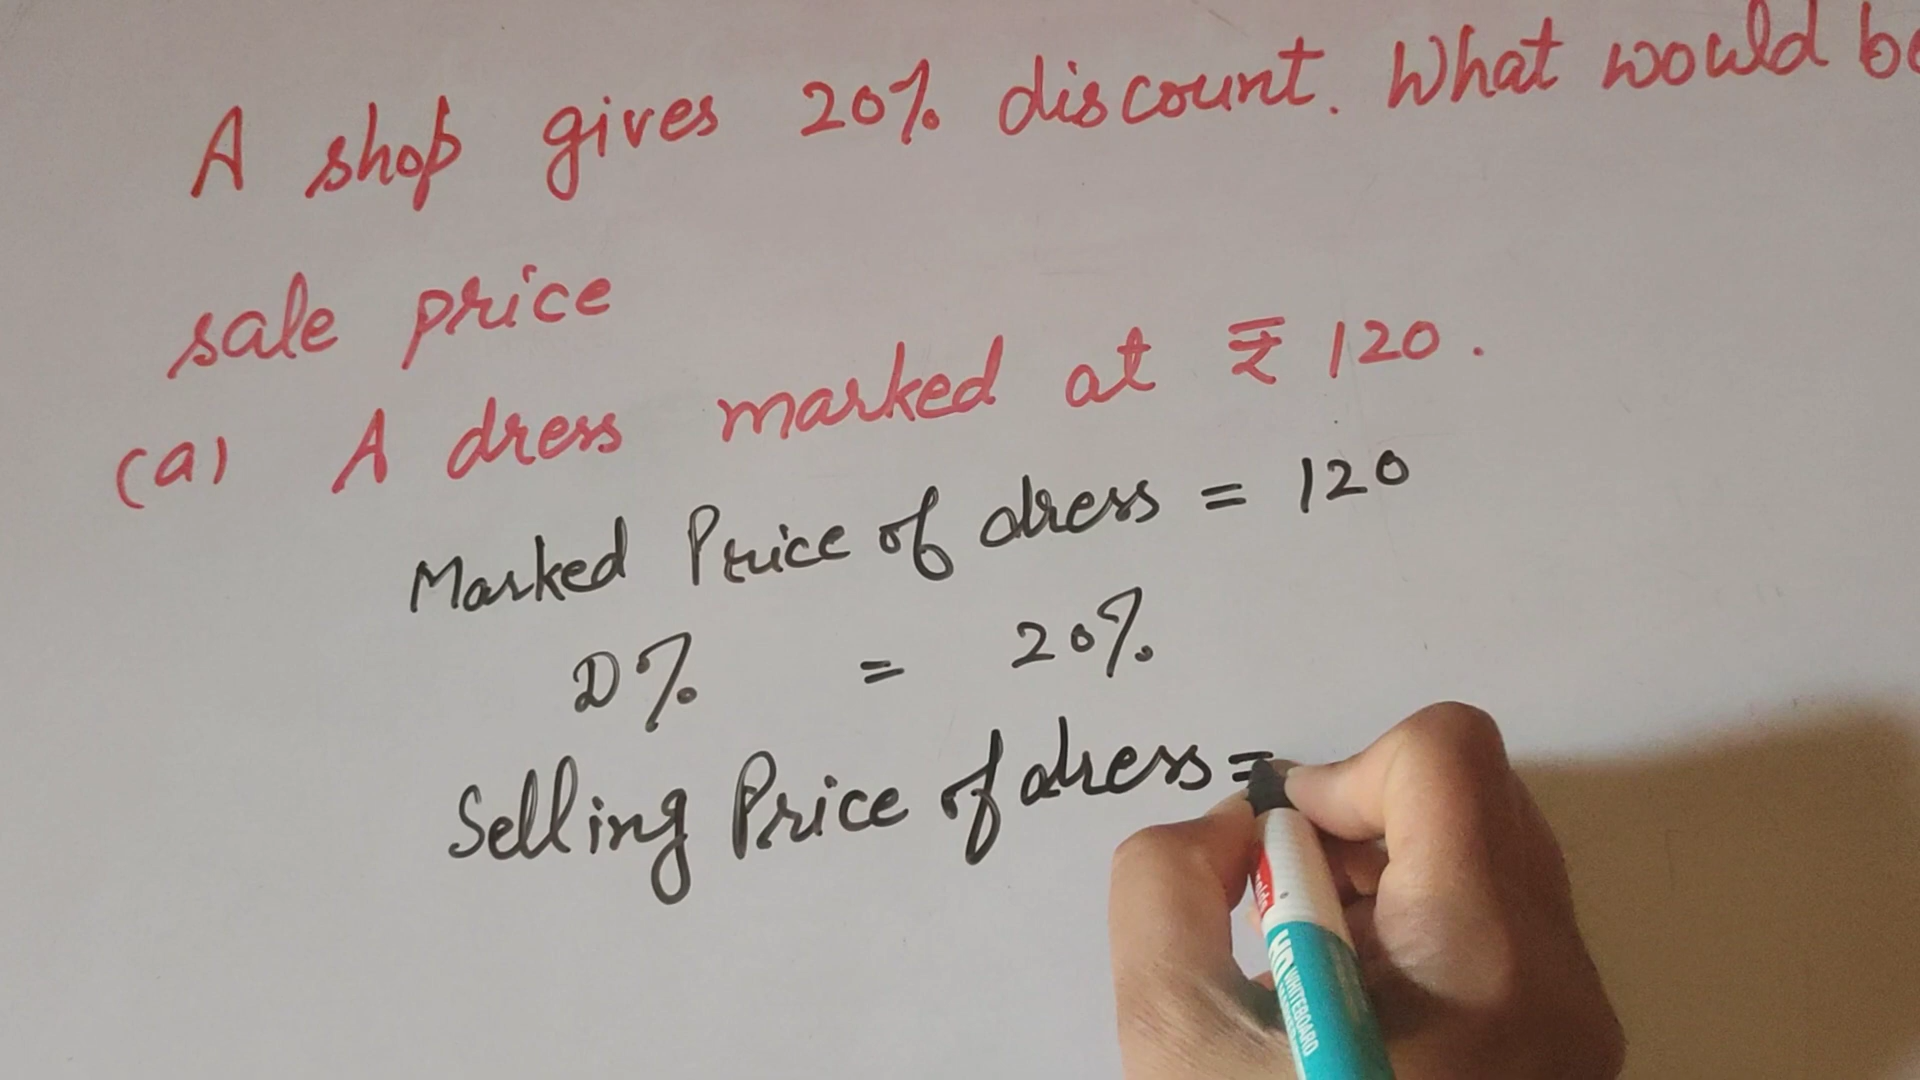 A shop gives 20% discount. What would be
sale price
(a) A dress marked at ₹ 120.
Marked Price of dress = 120
D% = 20%
Selling Price of dress =
WHITEBOARD